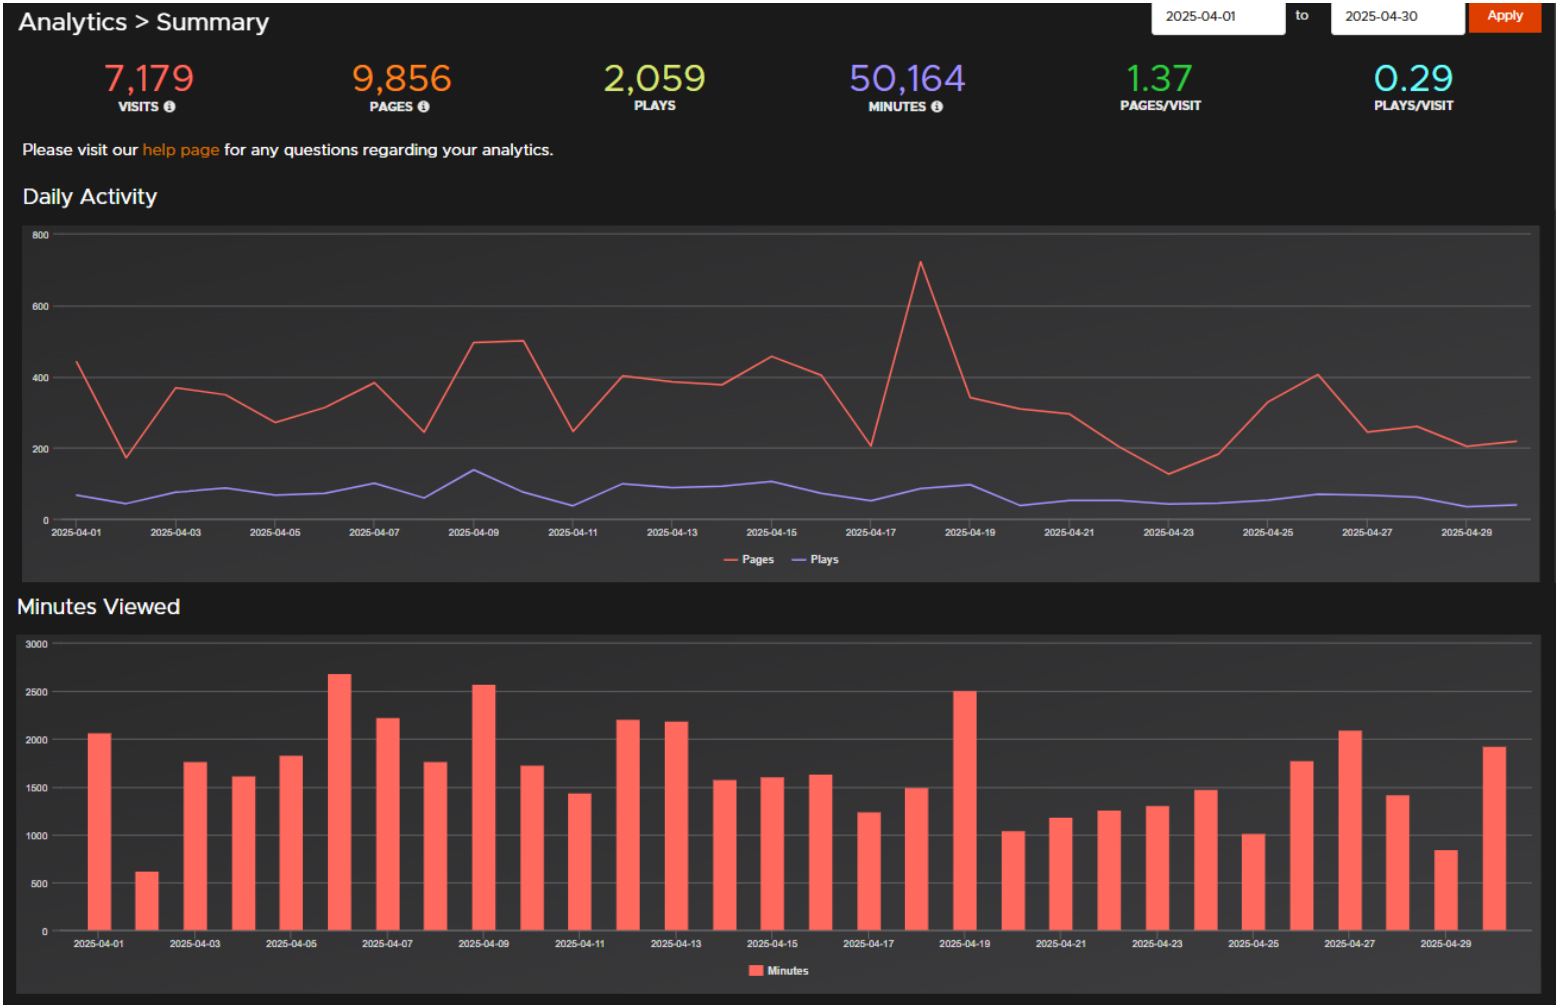 Analytics > Summary
2025-04-01 to 2025-04-30 Apply
7,179 9,856 2,059 50,164 1.37 0.29
VISITS PAGES PLAYS MINUTES PAGES/VISIT PLAYS/VISIT
Please visit our help page for any questions regarding your analytics.
Daily Activity
800
600
400
200
0
2025-04-01 2025-04-03 2025-04-05 2025-04-07 2025-04-09 2025-04-11 2025-04-13 2025-04-15 2025-04-17 2025-04-19 2025-04-21 2025-04-23 2025-04-25 2025-04-27 2025-04-29
Pages Plays
Minutes Viewed
3000
2500
2000
1500
1000
500
0
2025-04-01 2025-04-03 2025-04-05 2025-04-07 2025-04-09 2025-04-11 2025-04-13 2025-04-15 2025-04-17 2025-04-19 2025-04-21 2025-04-23 2025-04-25 2025-04-27 2025-04-29
Minutes